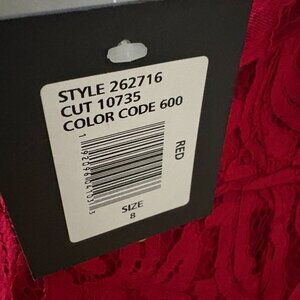 STYLE 262716
CUT 10735
COLOR CODE 600
RED
SIZE
8